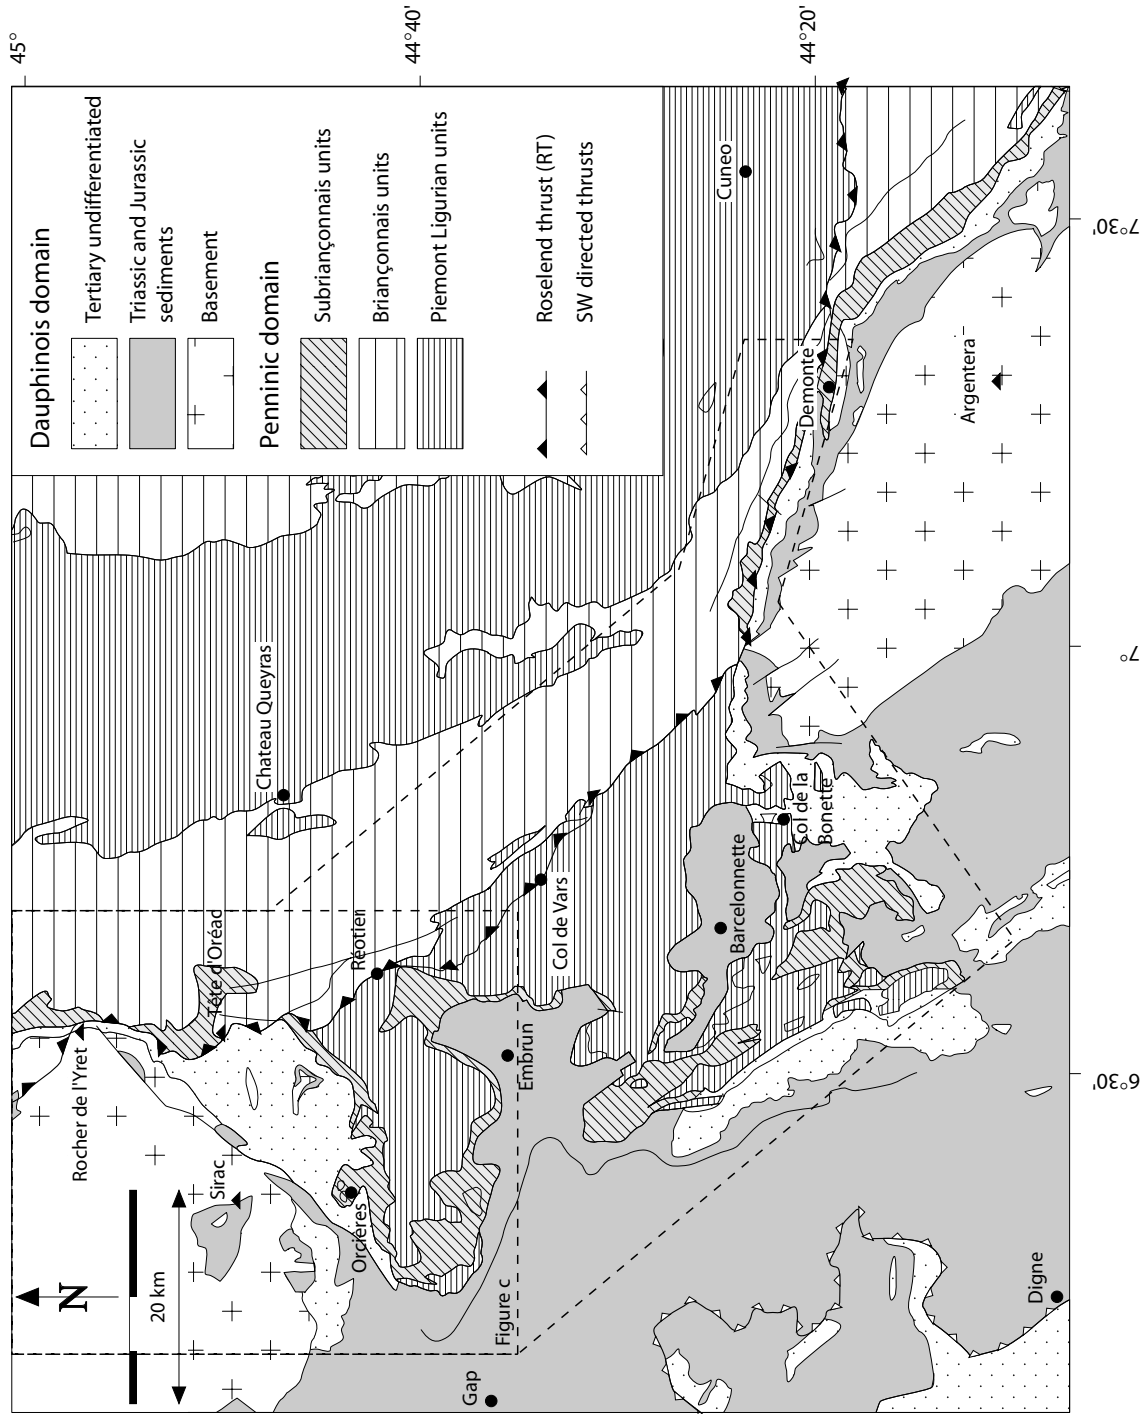 45°
44°40'
44°20'
Dauphinois domain
Tertiary undifferentiated
Triassic and Jurassic
sediments
Basement
Penninic domain
Subriançonnais units
Briançonnais units
Piemont Ligurian units
Roselend thrust (RT)
SW directed thrusts
Cuneo
7°30'
Demonte
Argentera
Chateau Queyras
7°
Col de la
Bonette
Barcelonnette
Col de Vars
Réotier
Tête d'Oréac
Embrun
6°30'
Rocher de l'Yret
Sirac
Orcières
N
20 km
Figure c
Gap
Digne